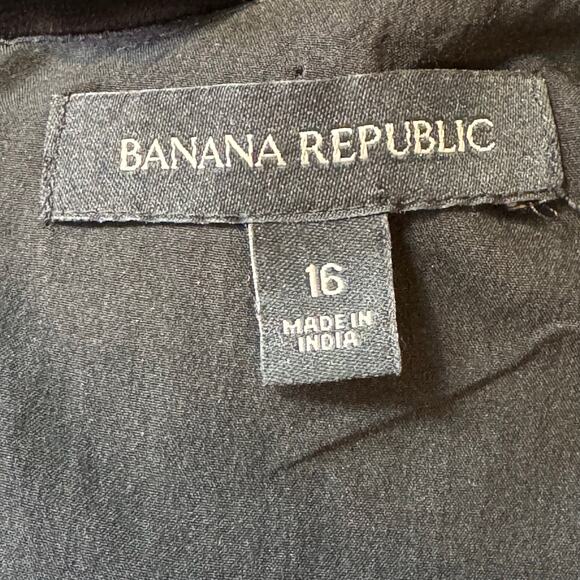 BANANA REPUBLIC
16
MADE IN
INDIA